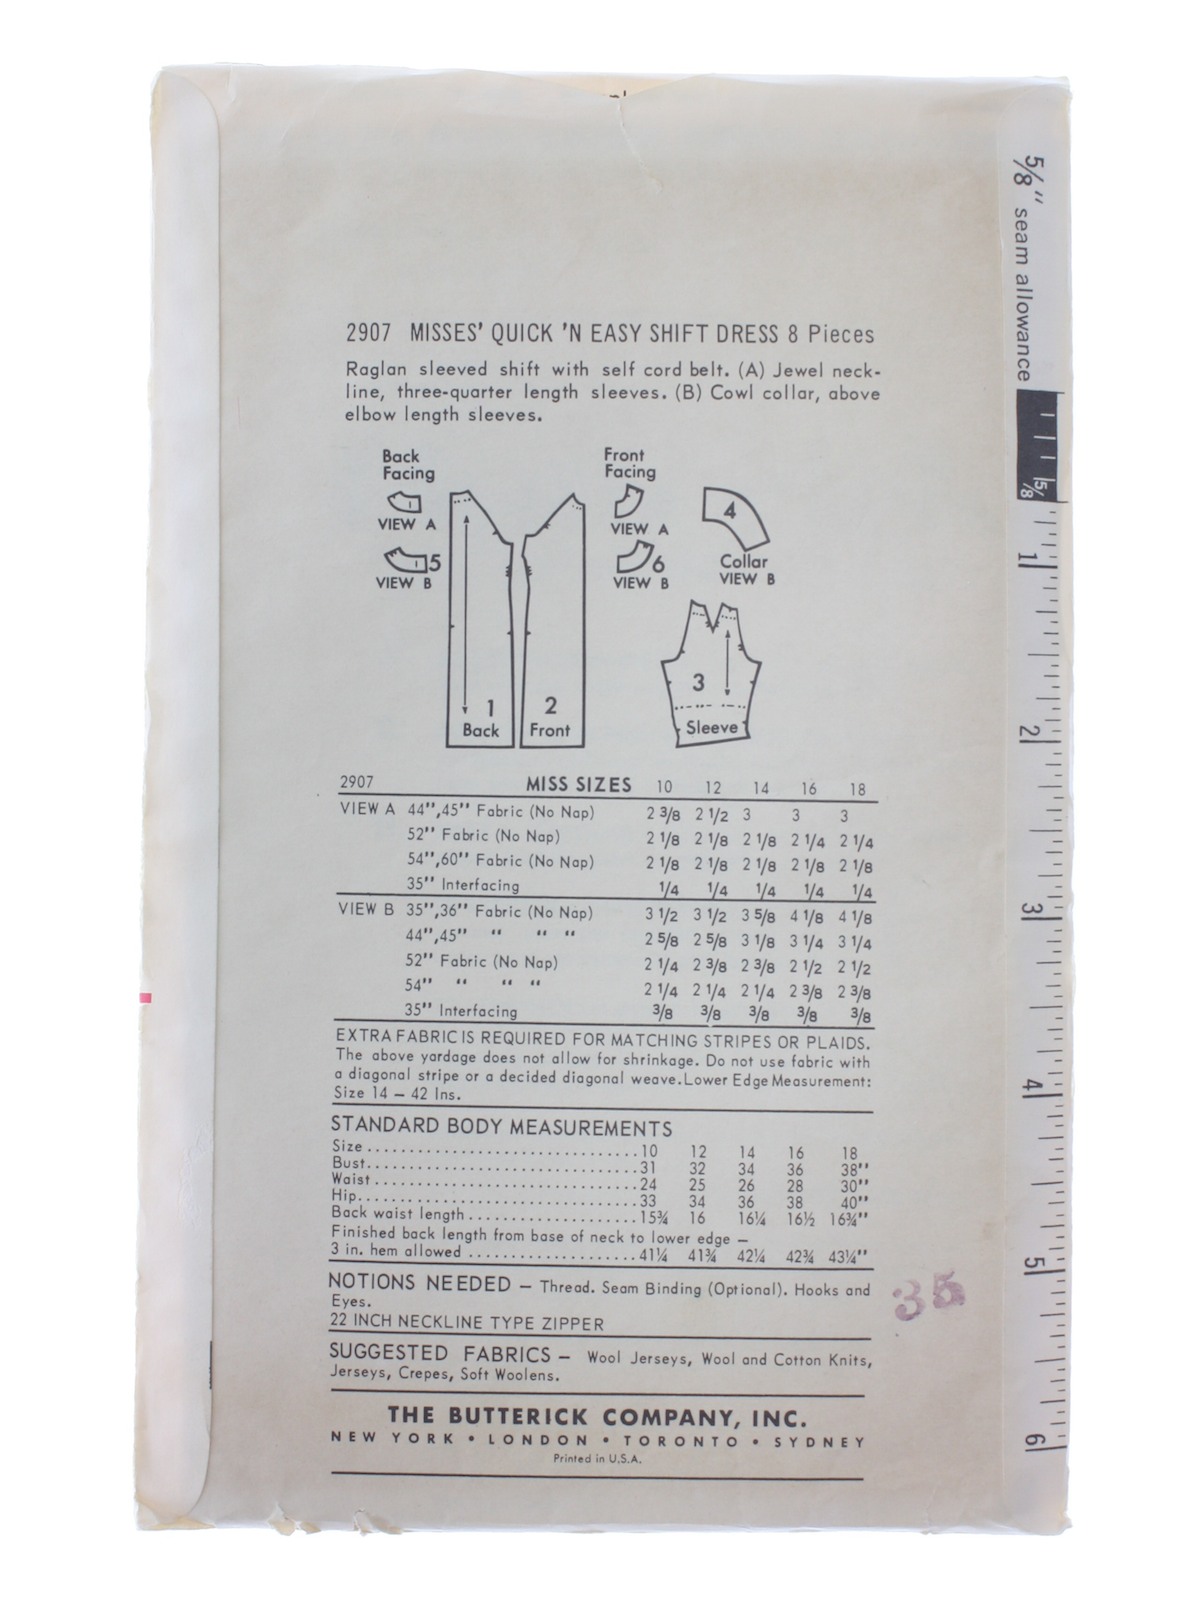 5/8" seam allowance
2907 MISSES' QUICK 'N EASY SHIFT DRESS 8 Pieces
Raglan sleeved shift with self cord belt. (A) Jewel neck-
line, three-quarter length sleeves. (B) Cowl collar, above
elbow length sleeves.
Back
Facing
VIEW A
5
VIEW B
1
Back
2
Front
Front
Facing
VIEW A
6
VIEW B
4
Collar
VIEW B
3
Sleeve
2907 MISS SIZES 10 12 14 16 18
VIEW A 44",45" Fabric (No Nap) 2 3/8 2 1/2 3 3 3
52" Fabric (No Nap) 2 1/8 2 1/8 2 1/8 2 1/4 2 1/4
54",60" Fabric (No Nap) 2 1/8 2 1/8 2 1/8 2 1/8 2 1/8
35" Interfacing 1/4 1/4 1/4 1/4 1/4
VIEW B 35",36" Fabric (No Nap) 3 1/2 3 1/2 3 5/8 4 1/8 4 1/8
44",45" " " " 2 5/8 2 5/8 3 1/8 3 1/4 3 1/4
52" Fabric (No Nap) 2 1/4 2 3/8 2 3/8 2 1/2 2 1/2
54" " " " 2 1/4 2 1/4 2 1/4 2 3/8 2 3/8
35" Interfacing 3/8 3/8 3/8 3/8 3/8
EXTRA FABRIC IS REQUIRED FOR MATCHING STRIPES OR PLAIDS.
The above yardage does not allow for shrinkage. Do not use fabric with
a diagonal stripe or a decided diagonal weave. Lower Edge Measurement:
Size 14 – 42 Ins.
STANDARD BODY MEASUREMENTS
Size................................10 12 14 16 18
Bust................................31 32 34 36 38"
Waist...............................24 25 26 28 30"
Hip.................................33 34 36 38 40"
Back waist length....................15¾ 16 16¼ 16½ 16¾"
Finished back length from base of neck to lower edge –
3 in. hem allowed ....................41¼ 41¾ 42¼ 42¾ 43¼"
NOTIONS NEEDED – Thread. Seam Binding (Optional). Hooks and
Eyes.
22 INCH NECKLINE TYPE ZIPPER
SUGGESTED FABRICS – Wool Jerseys, Wool and Cotton Knits,
Jerseys, Crepes, Soft Woolens.
THE BUTTERICK COMPANY, INC.
NEW YORK • LONDON • TORONTO • SYDNEY
Printed in U.S.A.
35
5/8
1
2
3
4
5
6